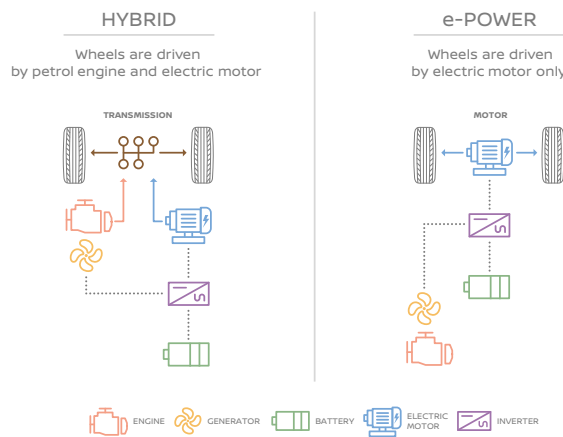 HYBRID
Wheels are driven
by petrol engine and electric motor
TRANSMISSION
e-POWER
Wheels are driven
by electric motor only
MOTOR
ENGINE
GENERATOR
BATTERY
ELECTRIC
MOTOR
INVERTER